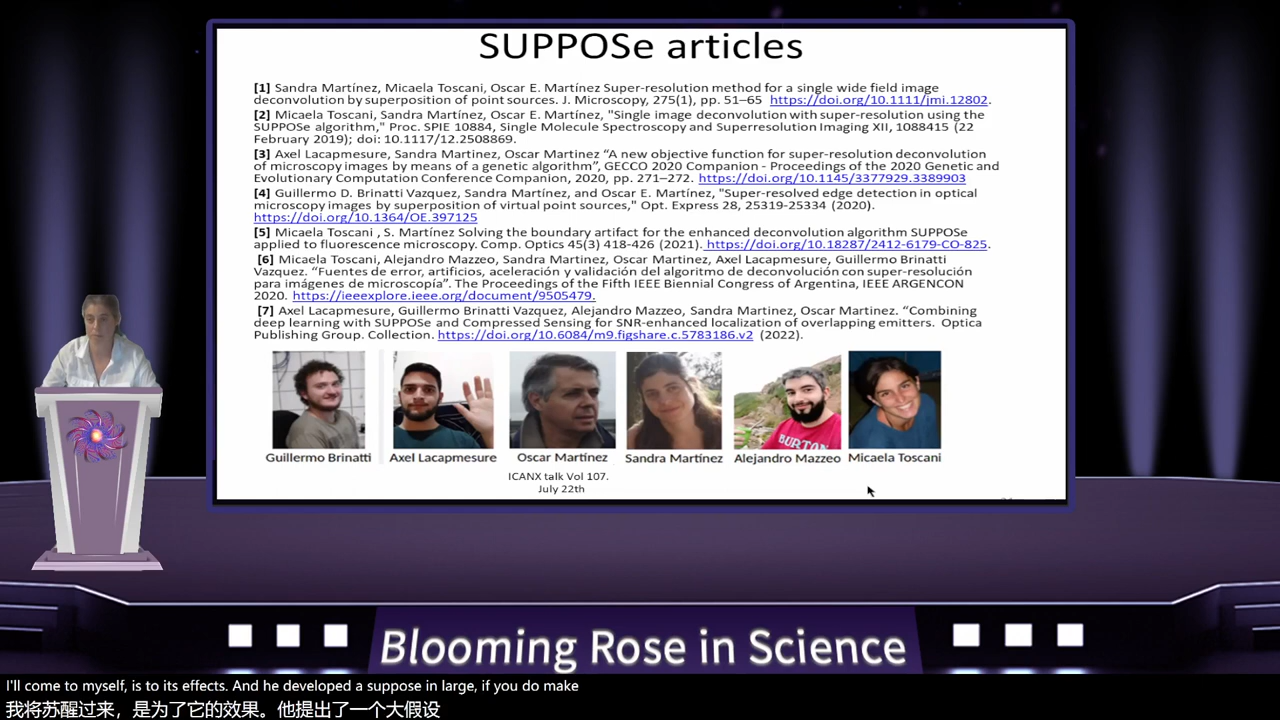 SUPPOSe articles
[1] Sandra Martínez, Micaela Toscani, Oscar E. Martínez Super-resolution method for a single wide field image
deconvolution by superposition of point sources. J. Microscopy, 275(1), pp. 51–65 https://doi.org/10.1111/jmi.12802.
[2] Micaela Toscani, Sandra Martínez, Oscar E. Martínez, "Single image deconvolution with super-resolution using the
SUPPOSe algorithm," Proc. SPIE 10884, Single Molecule Spectroscopy and Superresolution Imaging XII, 1088415 (22
February 2019); doi: 10.1117/12.2508869.
[3] Axel Lacapmesure, Sandra Martinez, Oscar Martinez “A new objective function for super-resolution deconvolution
of microscopy images by means of a genetic algorithm”, GECCO 2020 Companion - Proceedings of the 2020 Genetic and
Evolutionary Computation Conference Companion, 2020, pp. 271–272. https://doi.org/10.1145/3377929.3389903
[4] Guillermo D. Brinatti Vazquez, Sandra Martínez, and Oscar E. Martínez, "Super-resolved edge detection in optical
microscopy images by superposition of virtual point sources," Opt. Express 28, 25319-25334 (2020).
https://doi.org/10.1364/OE.397125
[5] Micaela Toscani , S. Martínez Solving the boundary artifact for the enhanced deconvolution algorithm SUPPOSe
applied to fluorescence microscopy. Comp. Optics 45(3) 418-426 (2021). https://doi.org/10.18287/2412-6179-CO-825.
[6] Micaela Toscani, Alejandro Mazzeo, Sandra Martinez, Oscar Martinez, Axel Lacapmesure, Guillermo Brinatti
Vazquez. “Fuentes de error, artificios, aceleración y validación del algoritmo de deconvolución con super-resolución
para imágenes de microscopía”. The Proceedings of the Fifth IEEE Biennial Congress of Argentina, IEEE ARGENCON
2020. https://ieeexplore.ieee.org/document/9505479.
[7] Axel Lacapmesure, Guillermo Brinatti Vazquez, Alejandro Mazzeo, Sandra Martinez, Oscar Martinez. “Combining
deep learning with SUPPOSe and Compressed Sensing for SNR-enhanced localization of overlapping emitters. Optica
Publishing Group. Collection. https://doi.org/10.6084/m9.figshare.c.5783186.v2 (2022).
BURTON
Guillermo Brinatti Axel Lacapmesure Oscar Martínez Sandra Martínez Alejandro Mazzeo Micaela Toscani
ICANX talk Vol 107.
July 22th
Blooming Rose in Science
I'll come to myself, is to its effects. And he developed a suppose in large, if you do make
我将苏醒过来，是为了它的效果。他提出了一个大假设